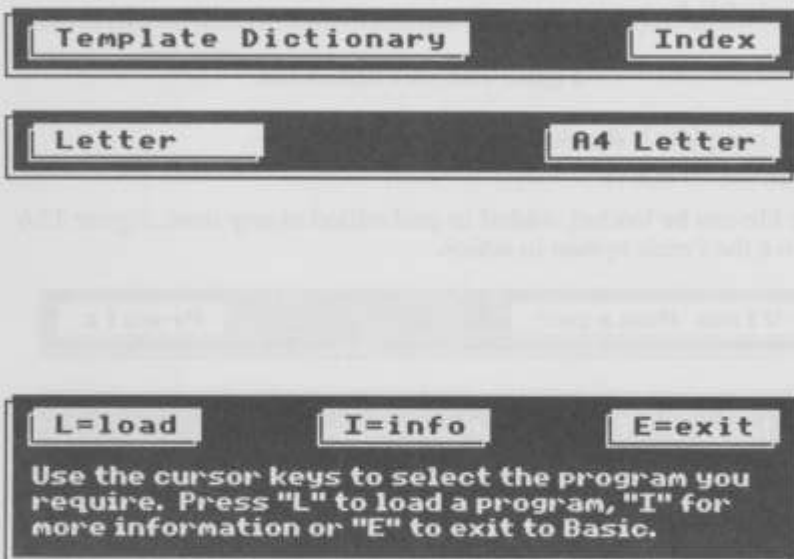 Template Dictionary Index
Letter A4 Letter
L=load I=info E=exit
Use the cursor keys to select the program you
require. Press "L" to load a program, "I" for
more information or "E" to exit to Basic.